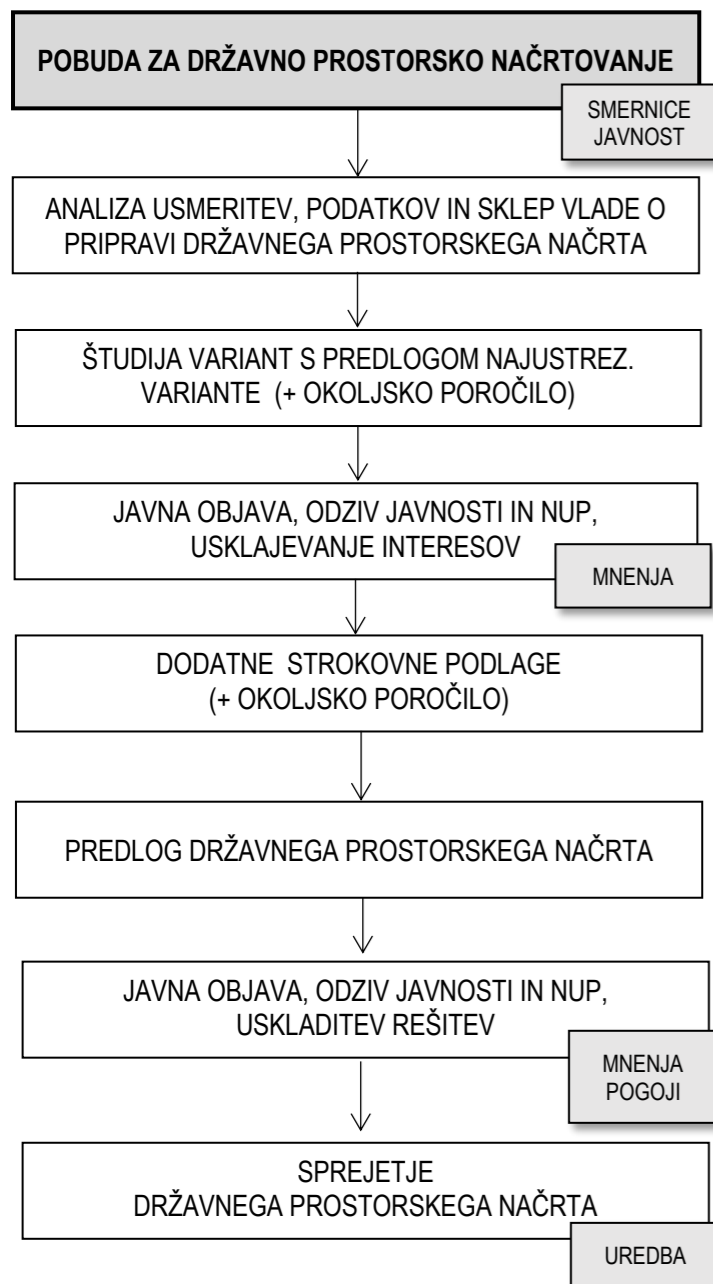 POBUDA ZA DRŽAVNO PROSTORSKO NAČRTOVANJE
SMERNICE
JAVNOST
ANALIZA USMERITEV, PODATKOV IN SKLEP VLADE O
PRIPRAVI DRŽAVNEGA PROSTORSKEGA NAČRTA
ŠTUDIJA VARIANT S PREDLOGOM NAJUSTREZ.
VARIANTE (+ OKOLJSKO POROČILO)
JAVNA OBJAVA, ODZIV JAVNOSTI IN NUP,
USKLAJEVANJE INTERESOV
MNENJA
DODATNE STROKOVNE PODLAGE
(+ OKOLJSKO POROČILO)
PREDLOG DRŽAVNEGA PROSTORSKEGA NAČRTA
JAVNA OBJAVA, ODZIV JAVNOSTI IN NUP,
USKLADITEV REŠITEV
MNENJA
POGOJI
SPREJETJE
DRŽAVNEGA PROSTORSKEGA NAČRTA
UREDBA